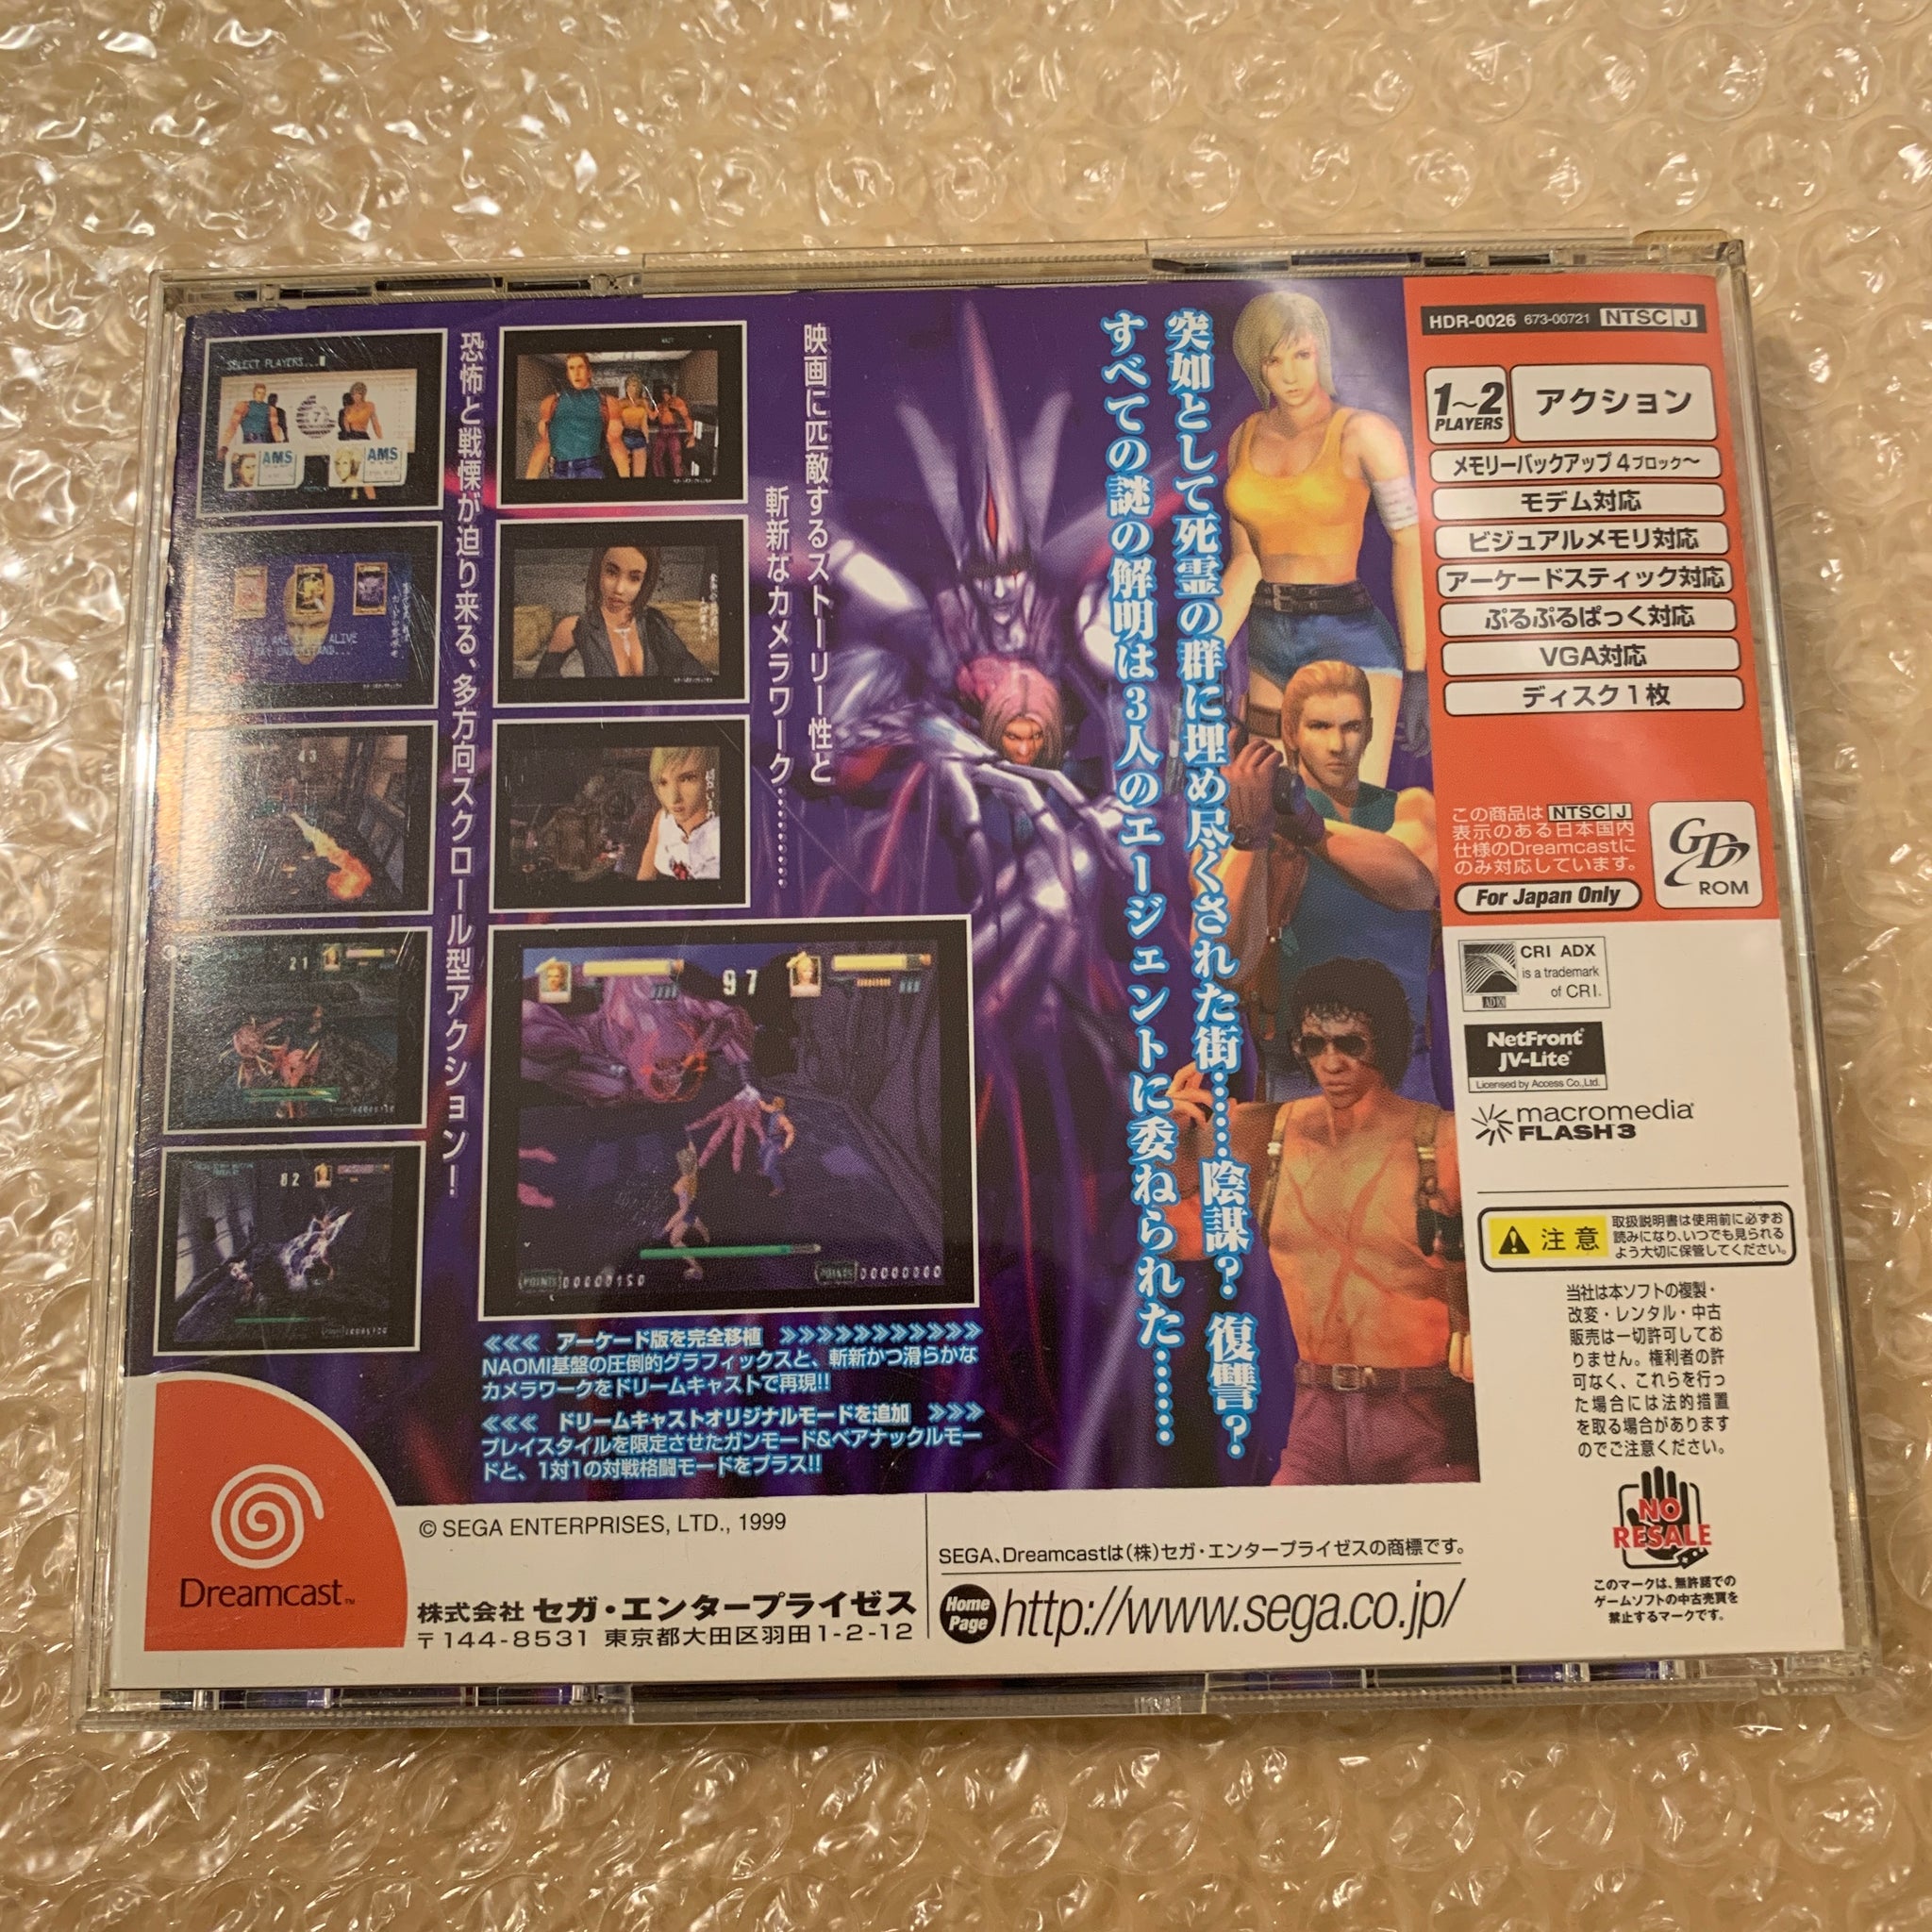 HDR-0026 673-00721 NTSC J
1〜2
PLAYERS
アクション
メモリーバックアップ 4ブロック〜
モデム対応
ビジュアルメモリ対応
アーケードスティック対応
ぷるぷるぱっく対応
VGA対応
ディスク1枚
この商品は NTSC J
表示のある日本国内
仕様のDreamcastに
のみ対応しています。
For Japan Only
GD
ROM
突如として死霊の群に埋め尽くされた街……陰謀? 復讐?
すべての謎の解明は3人のエージェントに委ねられた……
映画に匹敵するストーリー性と
斬新なカメラワーク………
恐怖と戦慄が迫り来る、多方向スクロール型アクション!
SELECT PLAYERS...
AMS
AMS
43
21
82
97
POINTS
POINTS
<<< アーケード版を完全移植 >>>>>>>>>>>
NAOMI基盤の圧倒的グラフィックスと、斬新かつ滑らかな
カメラワークをドリームキャストで再現!!
<<< ドリームキャストオリジナルモードを追加 >>>
プレイスタイルを限定させたガンモード&ベアナックルモー
ドと、1対1の対戦格闘モードをプラス!!
CRI ADX
is a trademark
of CRI.
ADX
NetFront
JV-Lite
Licensed by Access Co.,Ltd.
macromedia
FLASH 3
注意
取扱説明書は使用前に必ずお
読みになり、いつでも見られる
よう大切に保管してください。
当社は本ソフトの複製・
改変・レンタル・中古
販売は一切許可してお
りません。権利者の許
可なく、これらを行っ
た場合には法的措置
を取る場合があります
のでご注意ください。
NO
RESALE
このマークは、無許諾での
ゲームソフトの中古売買を
禁止するマークです。
Dreamcast™
© SEGA ENTERPRISES, LTD., 1999
株式会社 セガ・エンタープライゼス
〒144-8531 東京都大田区羽田1-2-12
SEGA、Dreamcastは(株)セガ・エンタープライゼスの商標です。
Home
Page
http://www.sega.co.jp/